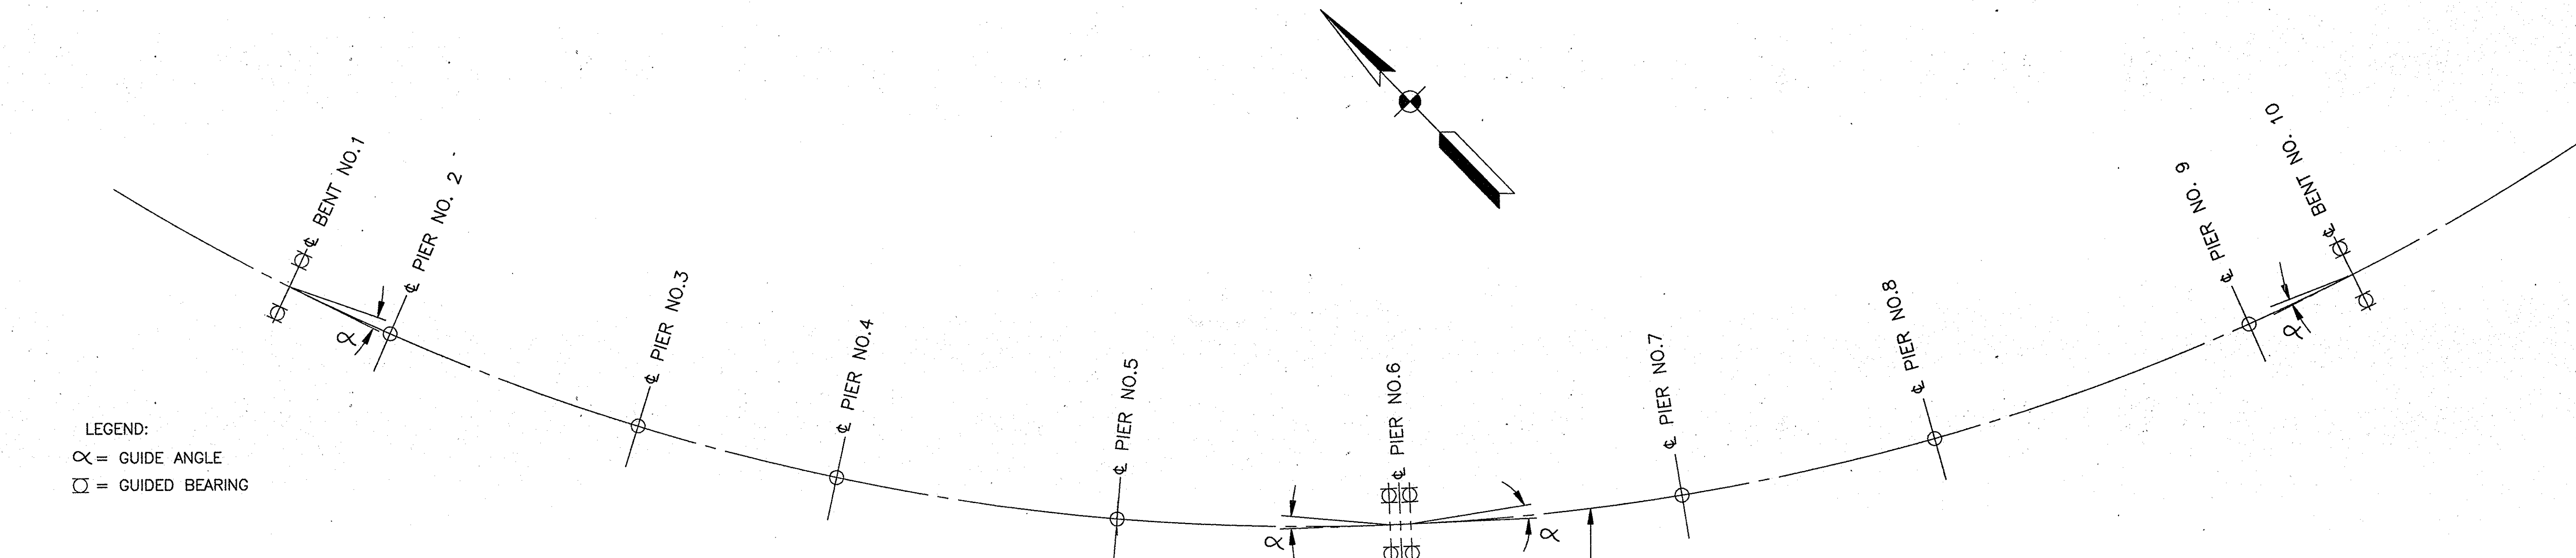 ℄ BENT NO.1
℄ PIER NO. 2
℄ PIER NO.3
℄ PIER NO.4
℄ PIER NO.5
℄ PIER NO.6
℄ PIER NO.7
℄ PIER NO.8
℄ PIER NO. 9
℄ BENT NO. 10
α
α
α
α
LEGEND:
α = GUIDE ANGLE
= GUIDED BEARING